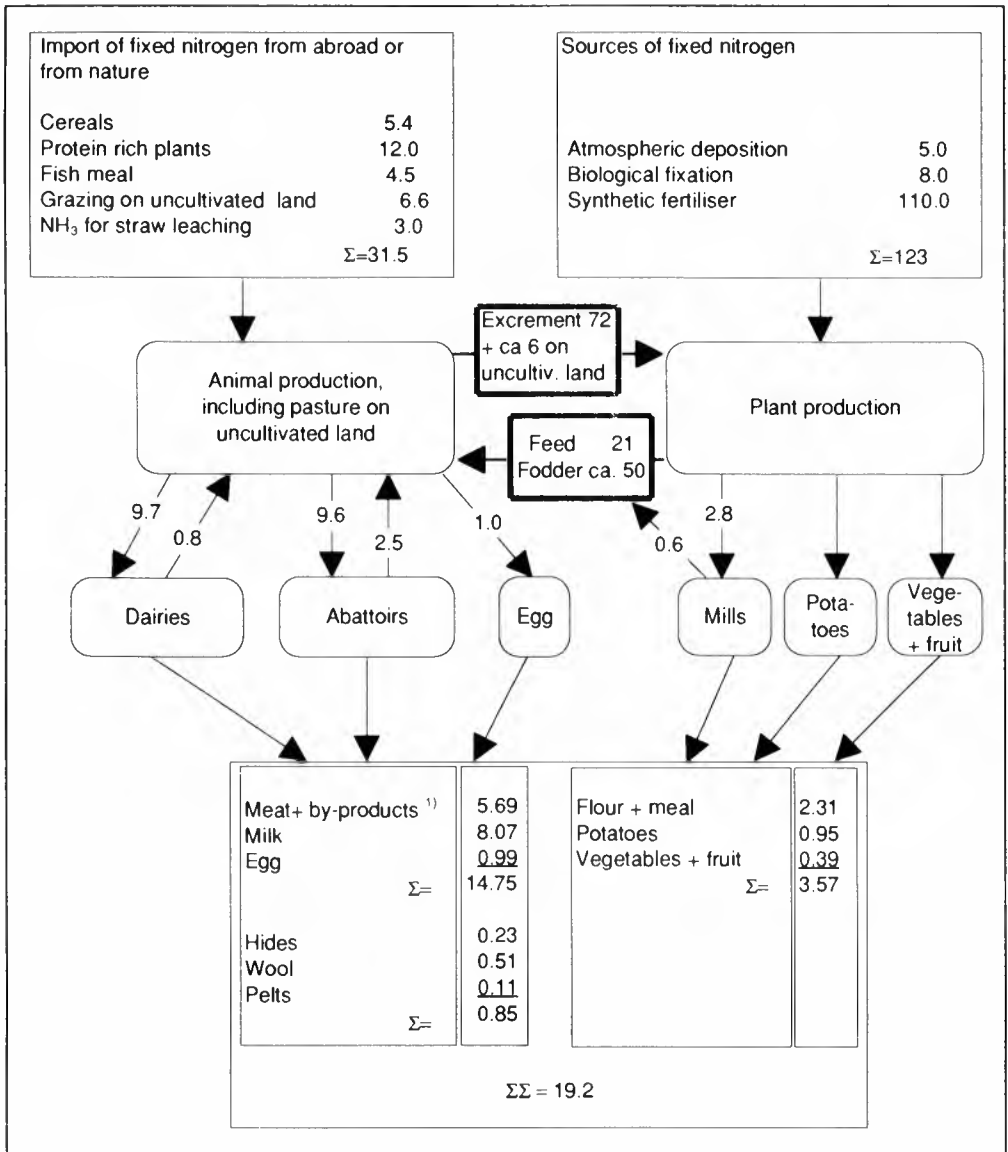 Import of fixed nitrogen from abroad or
from nature
Cereals 5.4
Protein rich plants 12.0
Fish meal 4.5
Grazing on uncultivated land 6.6
NH₃ for straw leaching 3.0
Σ=31.5
Sources of fixed nitrogen
Atmospheric deposition 5.0
Biological fixation 8.0
Synthetic fertiliser 110.0
Σ=123
Excrement 72
+ ca 6 on
uncultiv. land
Animal production,
including pasture on
uncultivated land
Plant production
Feed 21
Fodder ca. 50
9.7
0.8
9.6
2.5
1.0
0.6
2.8
Dairies
Abattoirs
Egg
Mills
Pota-
toes
Vege-
tables
+ fruit
Meat+ by-products ¹⁾ 5.69
Milk 8.07
Egg 0.99
Σ= 14.75
Hides 0.23
Wool 0.51
Pelts 0.11
Σ= 0.85
Flour + meal 2.31
Potatoes 0.95
Vegetables + fruit 0.39
Σ= 3.57
ΣΣ = 19.2